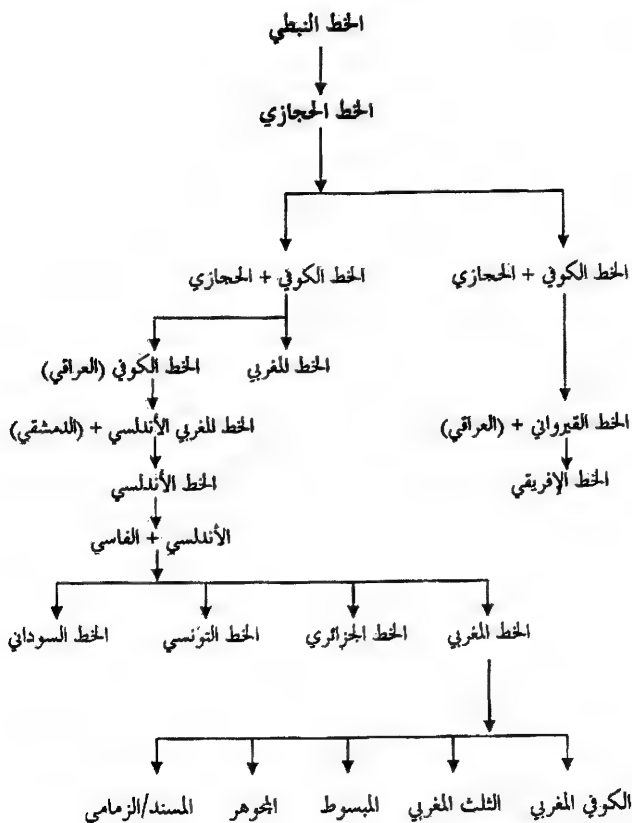 الخط النبطي
الخط الحجازي
الخط الكوفي + الحجازي
الخط الكوفي + الحجازي
الخط المغربي
الخط الكوفي (العراقي)
الخط القيرواني + (العراقي)
الخط المغربي الأندلسي + (الدمشقي)
الخط الإفريقي
الخط الأندلسي
الأندلسي + الفاسي
الخط المغربي
الخط الجزائري
الخط التونسي
الخط السوداني
الكوفي المغربي
الثلث المغربي
المبسوط
المجوهر
المسند/الزمامي